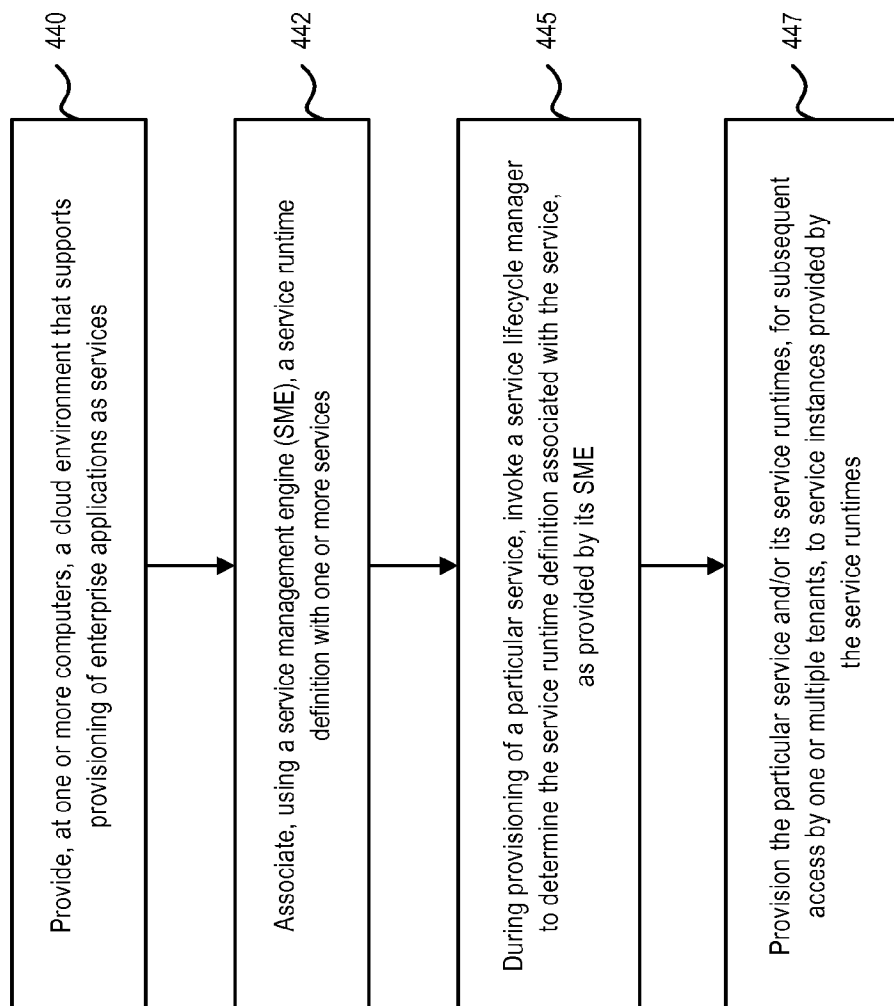 Provide, at one or more computers, a cloud environment that supports
provisioning of enterprise applications as services
440
Associate, using a service management engine (SME), a service runtime
definition with one or more services
442
During provisioning of a particular service, invoke a service lifecycle manager
to determine the service runtime definition associated with the service,
as provided by its SME
445
Provision the particular service and/or its service runtimes, for subsequent
access by one or multiple tenants, to service instances provided by
the service runtimes
447